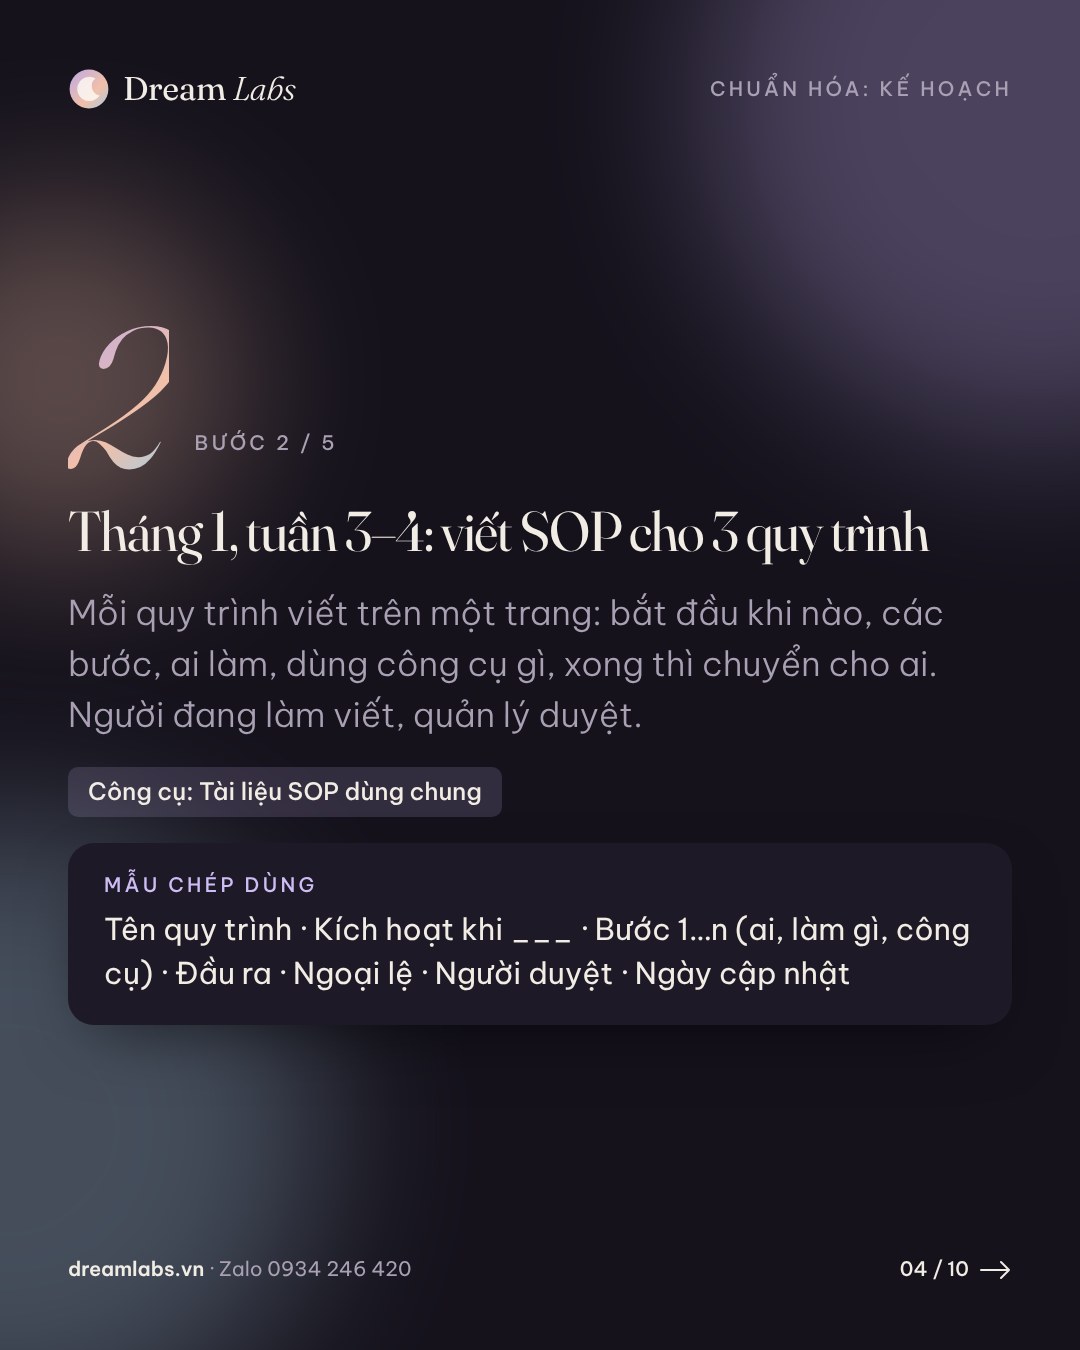 Dream Labs
CHUẨN HÓA: KẾ HOẠCH
2
BƯỚC 2 / 5
Tháng 1, tuần 3–4: viết SOP cho 3 quy trình
Mỗi quy trình viết trên một trang: bắt đầu khi nào, các
bước, ai làm, dùng công cụ gì, xong thì chuyển cho ai.
Người đang làm viết, quản lý duyệt.
Công cụ: Tài liệu SOP dùng chung
MẪU CHÉP DÙNG
Tên quy trình · Kích hoạt khi ___ · Bước 1…n (ai, làm gì, công
cụ) · Đầu ra · Ngoại lệ · Người duyệt · Ngày cập nhật
dreamlabs.vn · Zalo 0934 246 420
04 / 10 →